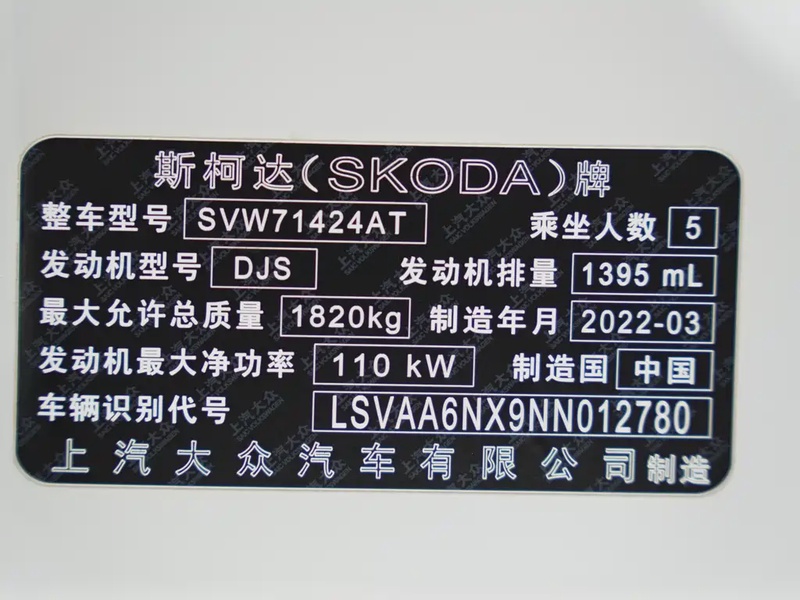 斯柯达(SKODA)牌
整车型号 SVW71424AT 乘坐人数 5
发动机型号 DJS 发动机排量 1395 mL
最大允许总质量 1820kg 制造年月 2022-03
发动机最大净功率 110 kW 制造国 中国
车辆识别代号 LSVAA6NX9NN012780
上汽大众汽车有限公司制造